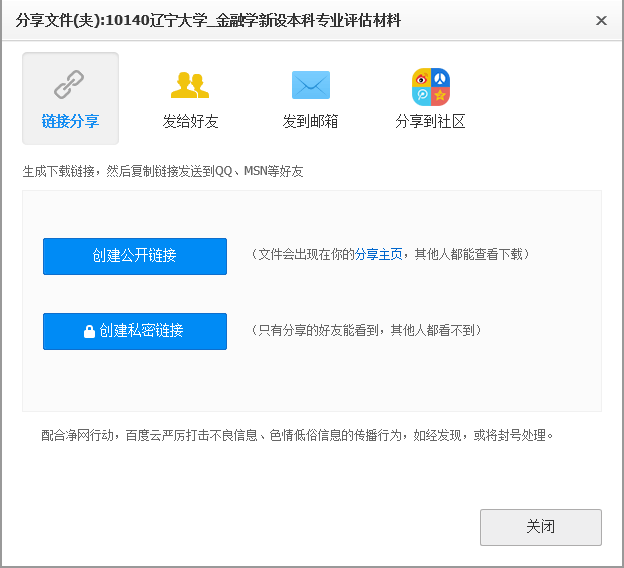 分享文件(夹):10140辽宁大学_金融学新设本科专业评估材料
链接分享
发给好友
发到邮箱
分享到社区
生成下载链接，然后复制链接发送到QQ、MSN等好友
创建公开链接
（文件会出现在你的分享主页，其他人都能查看下载）
创建私密链接
（只有分享的好友能看到，其他人都看不到）
配合净网行动，百度云严厉打击不良信息、色情低俗信息的传播行为，如经发现，或将封号处理。
关闭